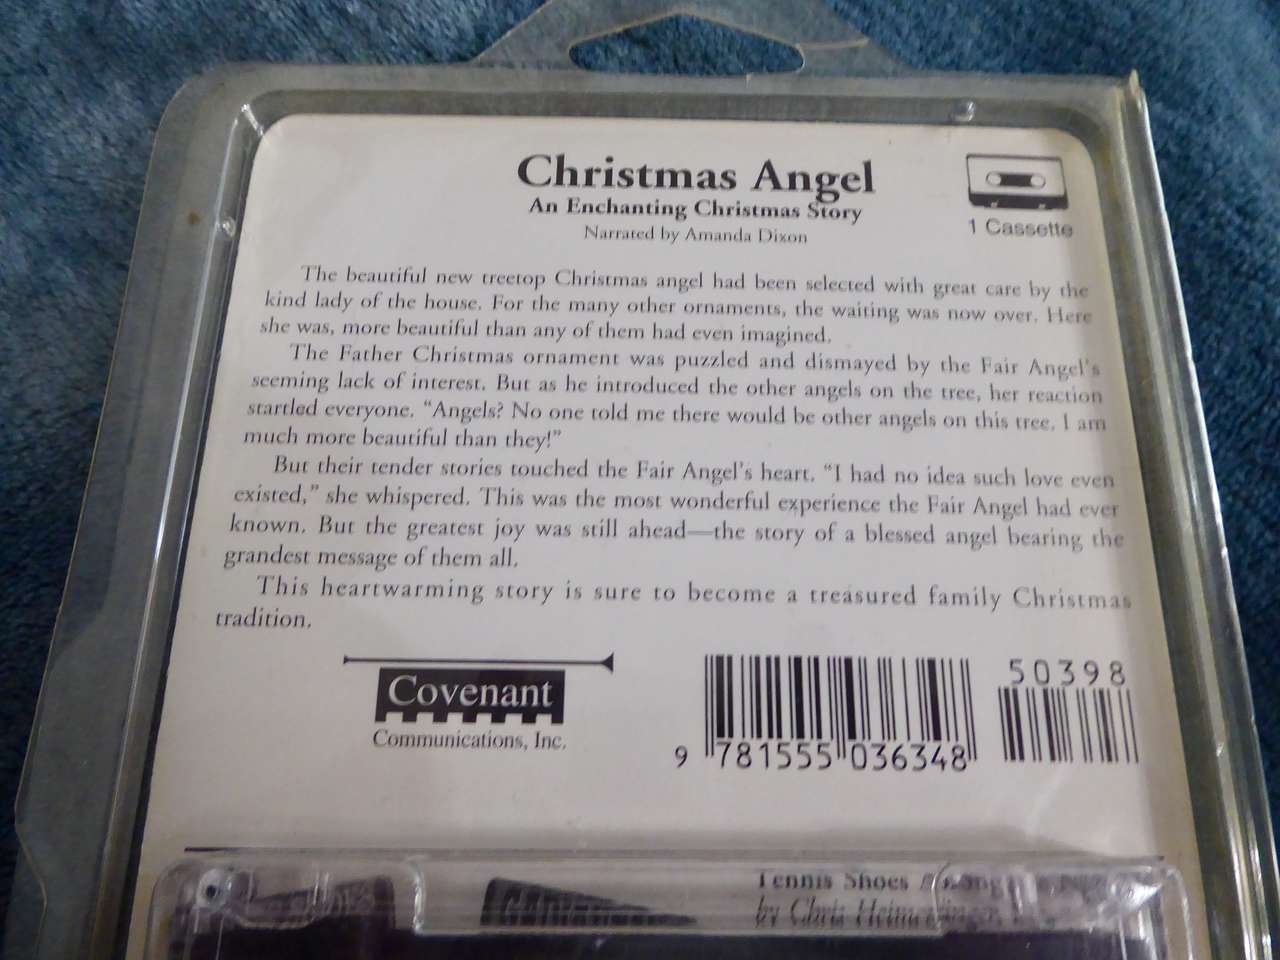 Christmas Angel
An Enchanting Christmas Story
Narrated by Amanda Dixon
1 Cassette
The beautiful new treetop Christmas angel had been selected with great care by the
kind lady of the house. For the many other ornaments, the waiting was now over. Here
she was, more beautiful than any of them had even imagined.
The Father Christmas ornament was puzzled and dismayed by the Fair Angel's
seeming lack of interest. But as he introduced the other angels on the tree, her reaction
startled everyone. “Angels? No one told me there would be other angels on this tree. I am
much more beautiful than they!”
But their tender stories touched the Fair Angel's heart. “I had no idea such love even
existed,” she whispered. This was the most wonderful experience the Fair Angel had ever
known. But the greatest joy was still ahead—the story of a blessed angel bearing the
grandest message of them all.
This heartwarming story is sure to become a treasured family Christmas
tradition.
Covenant
Communications, Inc.
9 781555 036348
50398
Tennis Shoes
by Chris